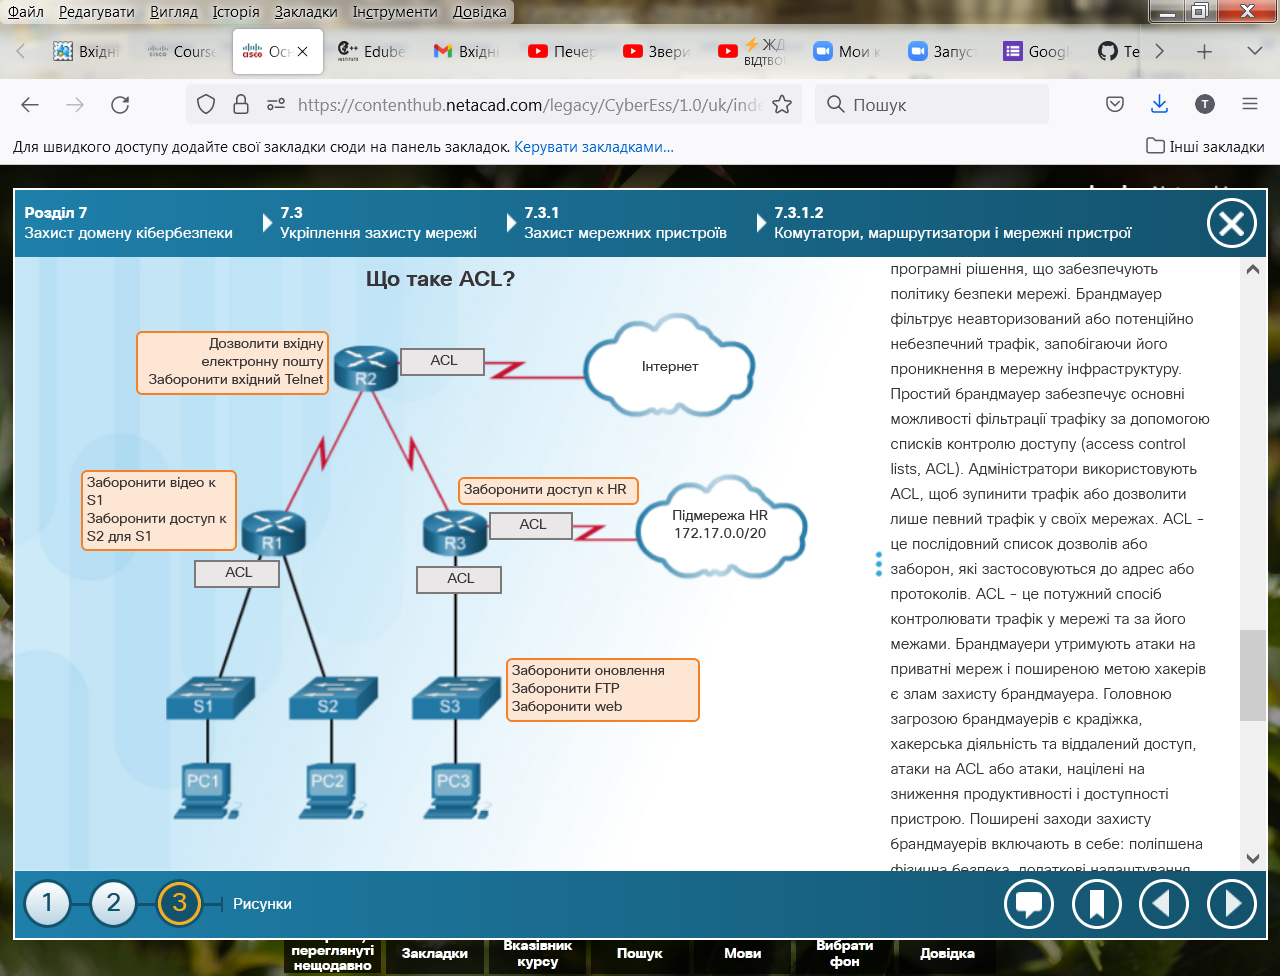 Файл Редагувати Вигляд Історія Закладки Інструменти Довідка
Вхідні Course Осн Edube Вхідні Печер Звери ЖД Мои к Запус Googl Те
відтвор
https://contenthub.netacad.com/legacy/CyberEss/1.0/uk/inde Пошук
Для швидкого доступу додайте свої закладки сюди на панель закладок. Керувати закладками… Інші закладки
Розділ 7
Захист домену кібербезпеки
7.3
Укріплення захисту мережі
7.3.1
Захист мережних пристроїв
7.3.1.2
Комутатори, маршрутизатори і мережні пристрої
Що таке ACL?
Дозволити вхідну
електронну пошту
Заборонити вхідний Telnet
R2
ACL
Інтернет
Заборонити відео к
S1
Заборонити доступ к
S2 для S1
R1
ACL
Заборонити доступ к HR
R3
ACL
Підмережа HR
172.17.0.0/20
ACL
Заборонити оновлення
Заборонити FTP
Заборонити web
S1 S2 S3
PC1 PC2 PC3
програмні рішення, що забезпечують
політику безпеки мережі. Брандмауер
фільтрує неавторизований або потенційно
небезпечний трафік, запобігаючи його
проникнення в мережну інфраструктуру.
Простий брандмауер забезпечує основні
можливості фільтрації трафіку за допомогою
списків контролю доступу (access control
lists, ACL). Адміністратори використовують
ACL, щоб зупинити трафік або дозволити
лише певний трафік у своїх мережах. ACL -
це послідовний список дозволів або
заборон, які застосовуються до адрес або
протоколів. ACL - це потужний спосіб
контролювати трафік у мережі та за його
межами. Брандмауери утримують атаки на
приватні мереж і поширеною метою хакерів
є злам захисту брандмауера. Головною
загрозою брандмауерів є крадіжка,
хакерська діяльність та віддалений доступ,
атаки на ACL або атаки, націлені на
зниження продуктивності і доступності
пристрою. Поширені заходи захисту
брандмауерів включають в себе: поліпшена
фізична безпека, додаткові налаштування
1 2 3 Рисунки
переглянуті
нещодавно
Закладки
Вказівник
курсу
Пошук
Мови
Вибрати
фон
Довідка